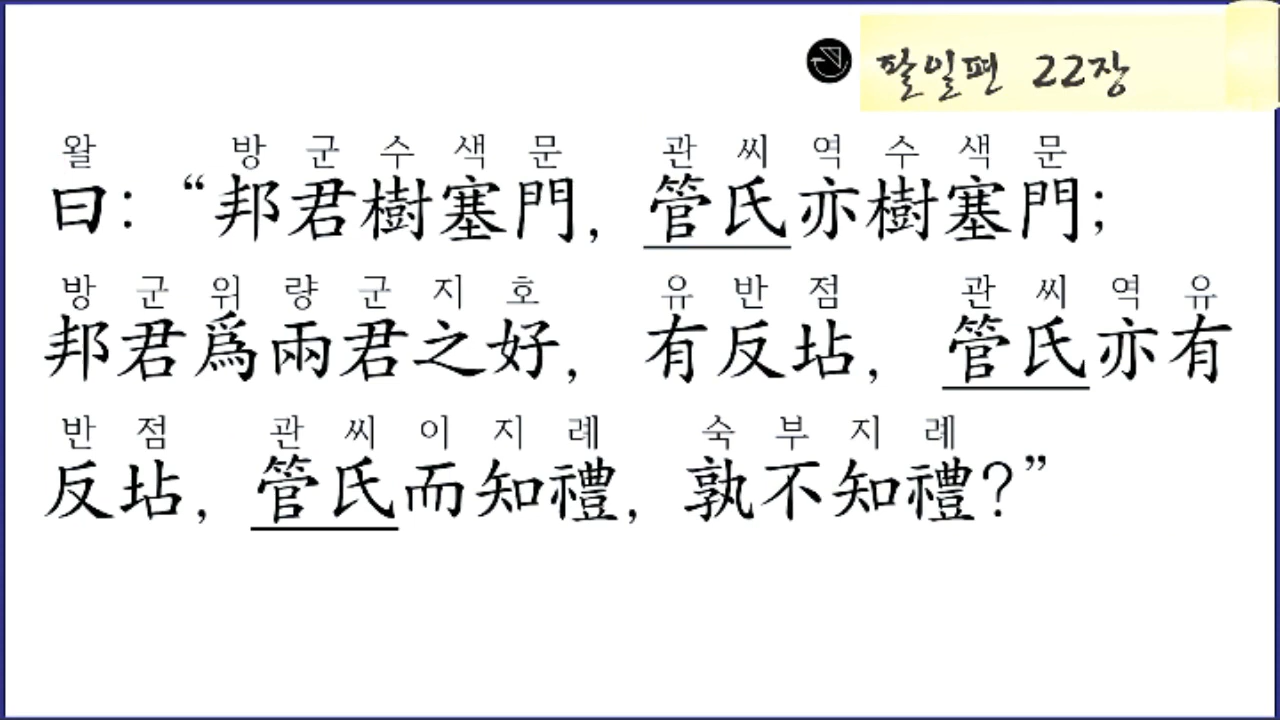 팔일편 22장
왈 방군수색문 관씨역수색문
曰: “邦君樹塞門, 管氏亦樹塞門;
방군위량군지호 유반점 관씨역유
邦君爲兩君之好, 有反坫, 管氏亦有
반점 관씨이지례 숙부지례
反坫, 管氏而知禮, 孰不知禮?”